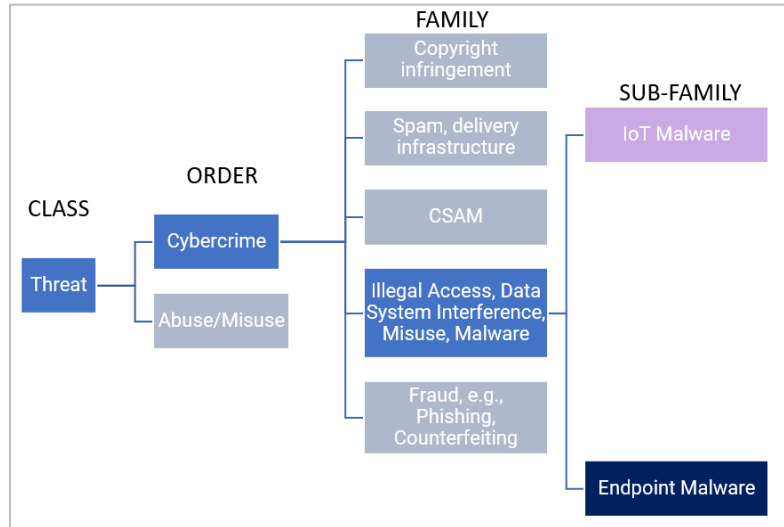 FAMILY
Copyright
infringement
SUB-FAMILY
Spam, delivery
infrastructure
IoT Malware
ORDER
CLASS
Cybercrime
CSAM
Threat
Abuse/Misuse
Illegal Access, Data
System Interference,
Misuse, Malware
Fraud, e.g.,
Phishing,
Counterfeiting
Endpoint Malware